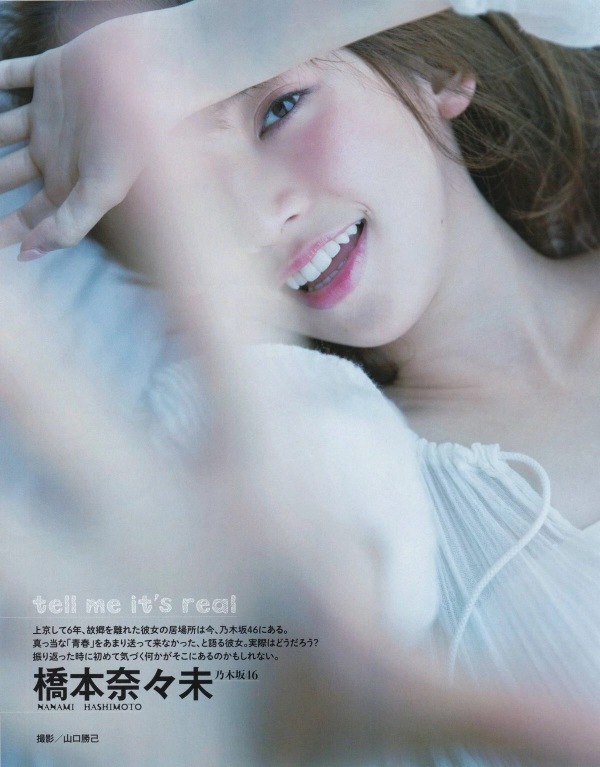 tell me it's real
上京して6年、故郷を離れた彼女の居場所は今、乃木坂46にある。
真っ当な「青春」をあまり送って来なかった、と語る彼女。実際はどうだろう?
振り返った時に初めて気づく何かがそこにあるのかもしれない。
橋本奈々未 乃木坂46
NANAMI HASHIMOTO
撮影／山口勝己